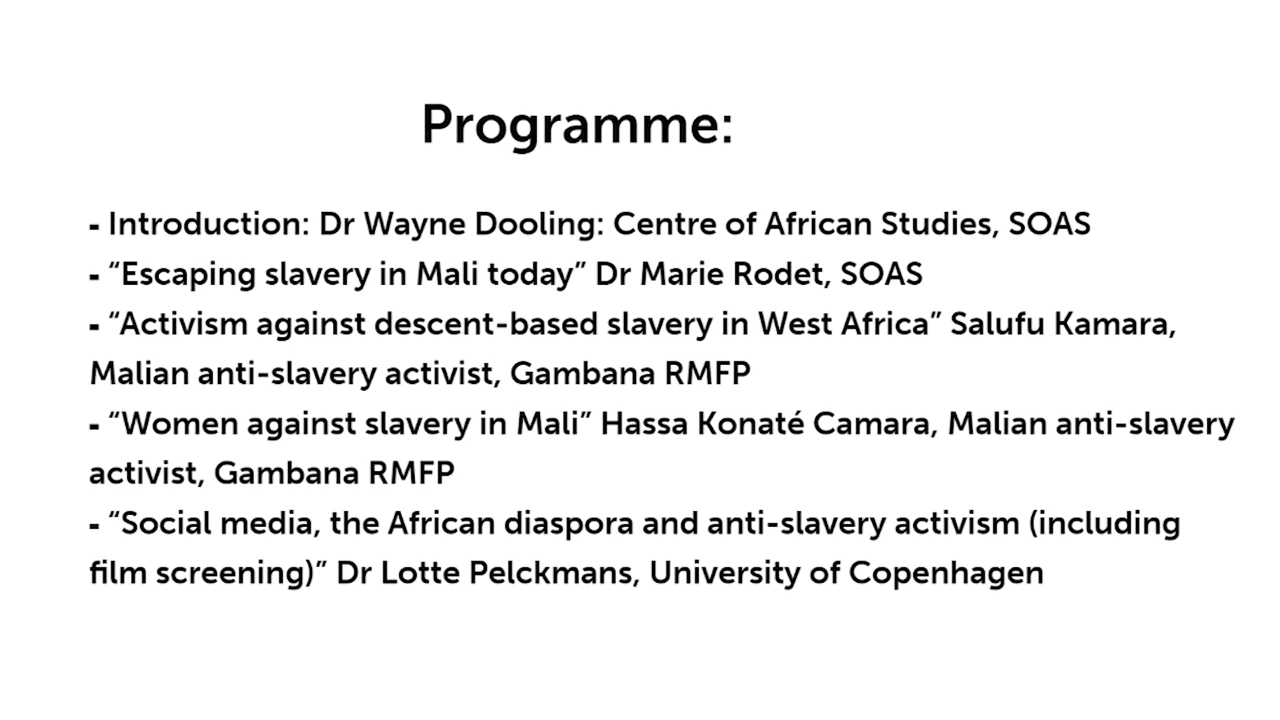 Programme:
- Introduction: Dr Wayne Dooling: Centre of African Studies, SOAS
- “Escaping slavery in Mali today” Dr Marie Rodet, SOAS
- “Activism against descent-based slavery in West Africa” Salufu Kamara,
Malian anti-slavery activist, Gambana RMFP
- “Women against slavery in Mali” Hassa Konaté Camara, Malian anti-slavery
activist, Gambana RMFP
- “Social media, the African diaspora and anti-slavery activism (including
film screening)” Dr Lotte Pelckmans, University of Copenhagen